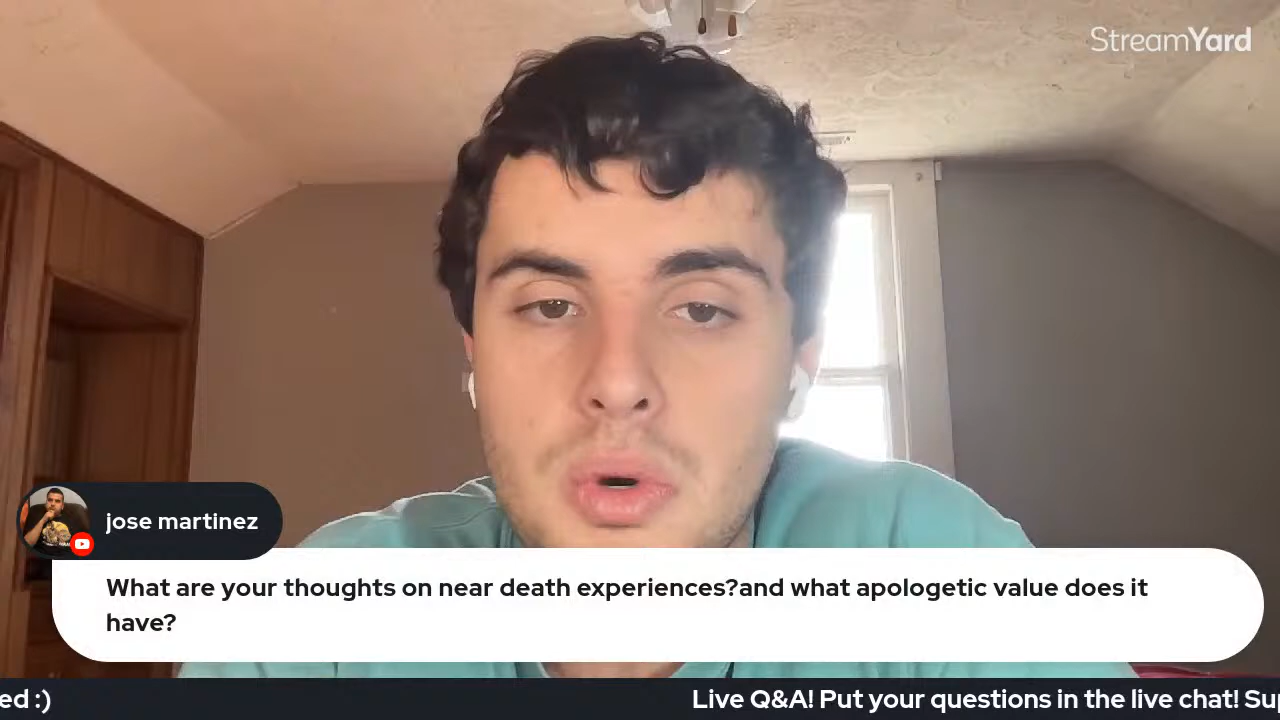 StreamYard
jose martinez
What are your thoughts on near death experiences?and what apologetic value does it
have?
ed :)
Live Q&A! Put your questions in the live chat! Su